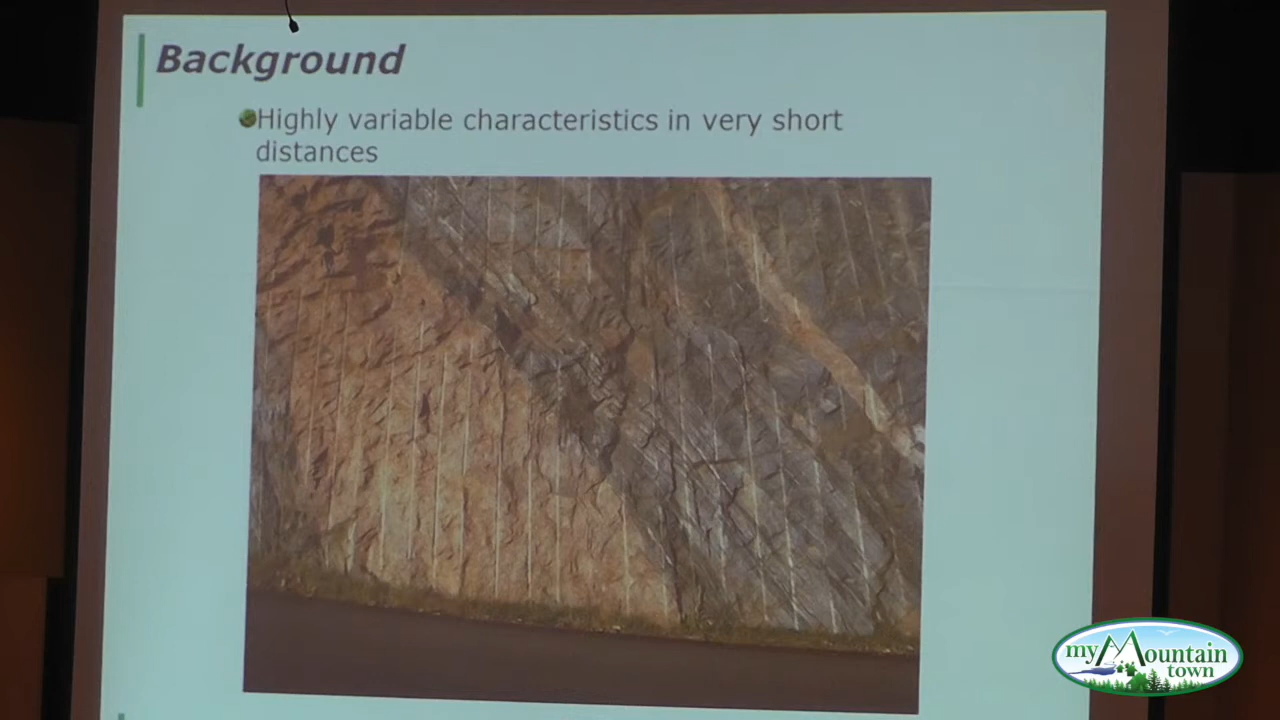 Background
Highly variable characteristics in very short
distances
my Mountain
town